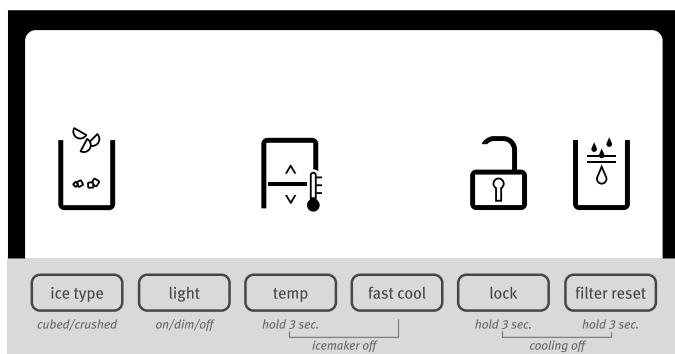 ice type light temp fast cool lock filter reset
cubed/crushed on/dim/off hold 3 sec. hold 3 sec. hold 3 sec.
icemaker off cooling off